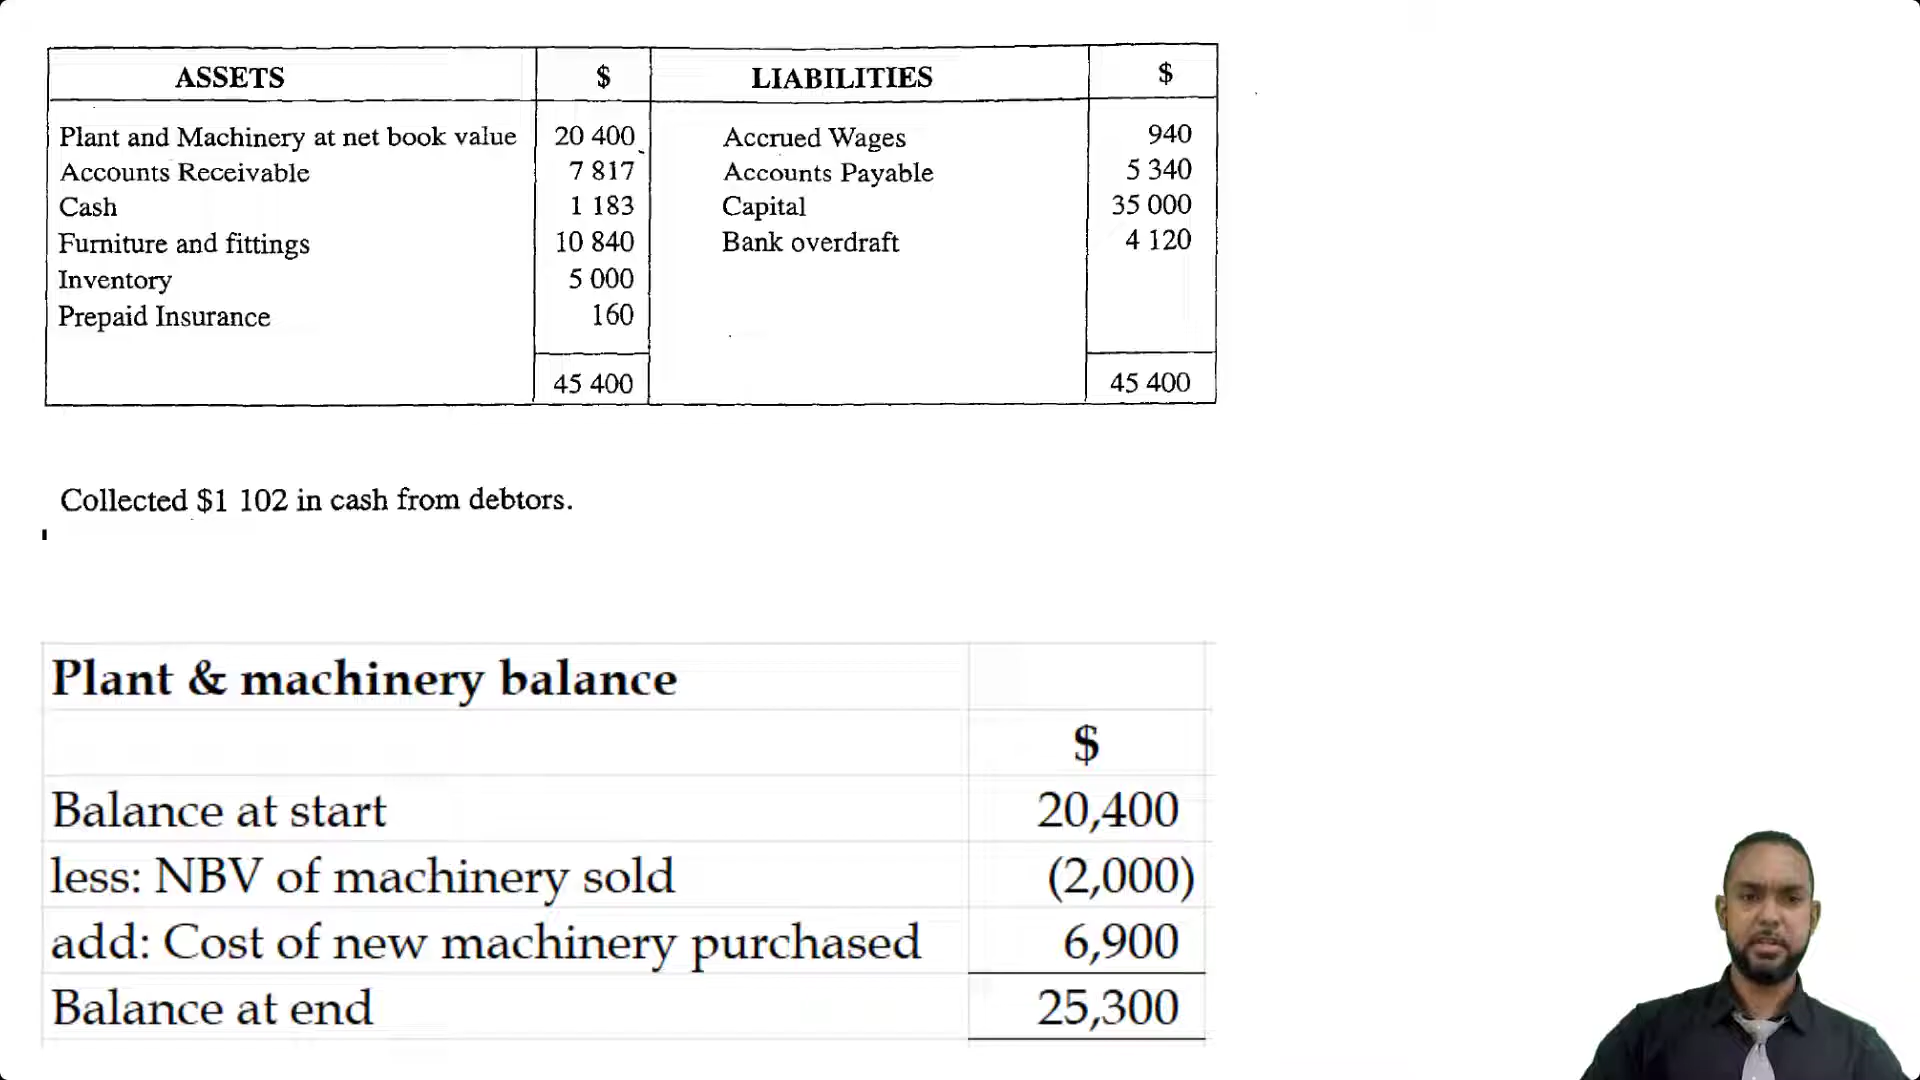 ASSETS $ LIABILITIES $
Plant and Machinery at net book value 20 400 Accrued Wages 940
Accounts Receivable 7 817 Accounts Payable 5 340
Cash 1 183 Capital 35 000
Furniture and fittings 10 840 Bank overdraft 4 120
Inventory 5 000
Prepaid Insurance 160
45 400 45 400
Collected $1 102 in cash from debtors.
Plant & machinery balance
$
Balance at start 20,400
less: NBV of machinery sold (2,000)
add: Cost of new machinery purchased 6,900
Balance at end 25,300